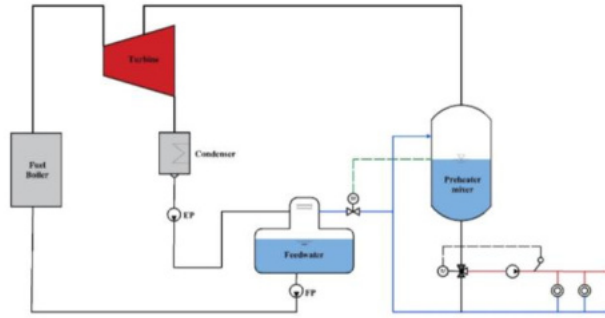 Turbine
Fuel
Boiler
Condenser
EP
Preheater
mixer
Feedwater
FP